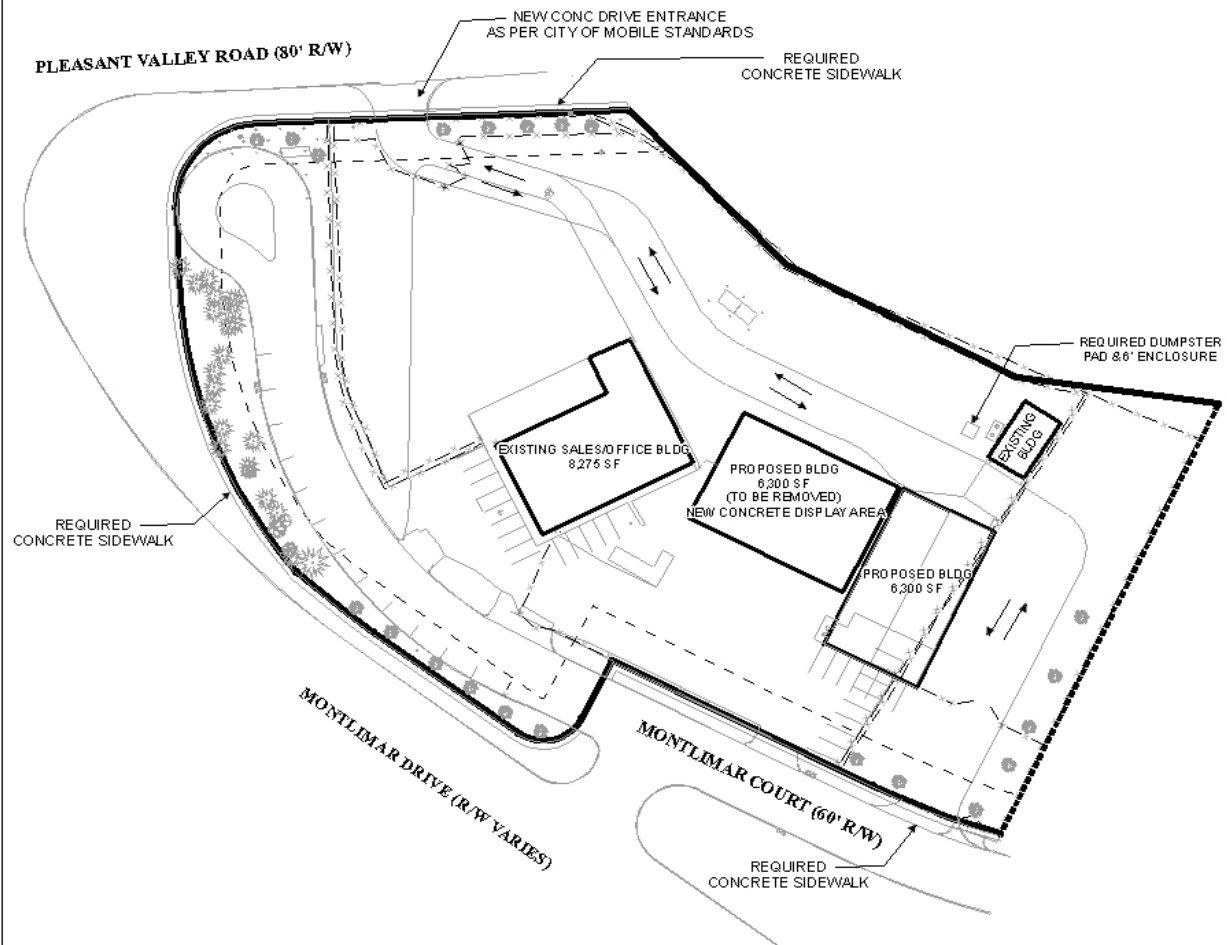 NEW CONC DRIVE ENTRANCE
AS PER CITY OF MOBILE STANDARDS
PLEASANT VALLEY ROAD (80' R/W)
REQUIRED
CONCRETE SIDEWALK
REQUIRED DUMPSTER
PAD &6' ENCLOSURE
EXISTING
BLDG
EXISTING SALES/OFFICE BLDG
8,275 SF
PROPOSED BLDG
6,300 SF
(TO BE REMOVED)
NEW CONCRETE DISPLAY AREA
REQUIRED
CONCRETE SIDEWALK
PROPOSED BLDG
6,300 SF
MONTLIMAR DRIVE (R/W VARIES)
MONTLIMAR COURT (60' R/W)
REQUIRED
CONCRETE SIDEWALK